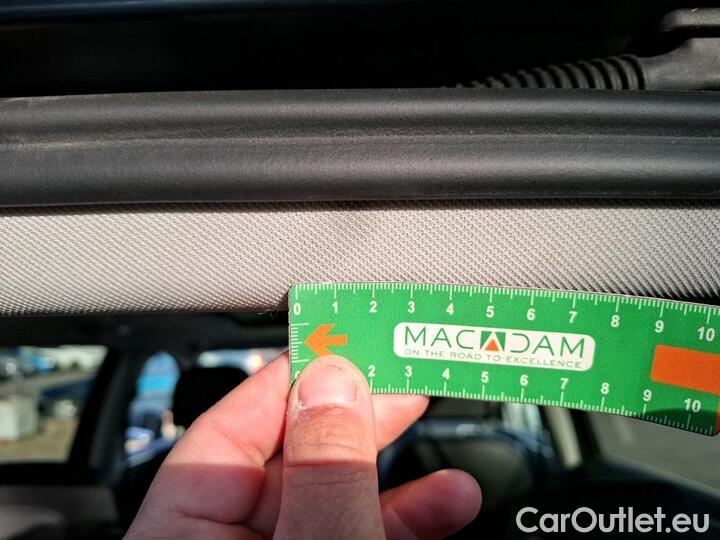 0 1 2 3 4 5 6 7 8 9 10
MACADAM
ON THE ROAD TO EXCELLENCE
2 3 4 5 6 7 8 9 10
CarOutlet.eu